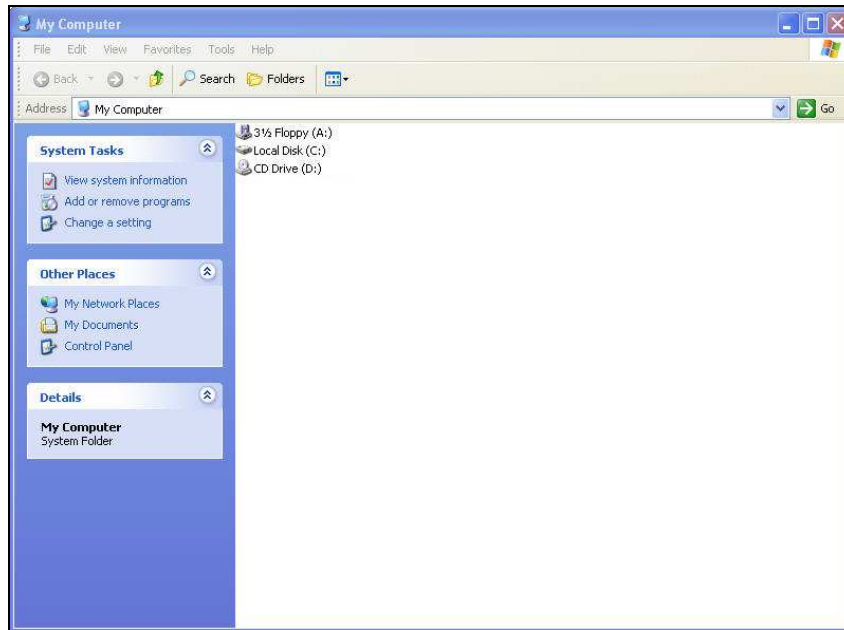 My Computer
File Edit View Favorites Tools Help
Back Search Folders
Address My Computer Go
3½ Floppy (A:)
Local Disk (C:)
CD Drive (D:)
System Tasks
View system information
Add or remove programs
Change a setting
Other Places
My Network Places
My Documents
Control Panel
Details
My Computer
System Folder